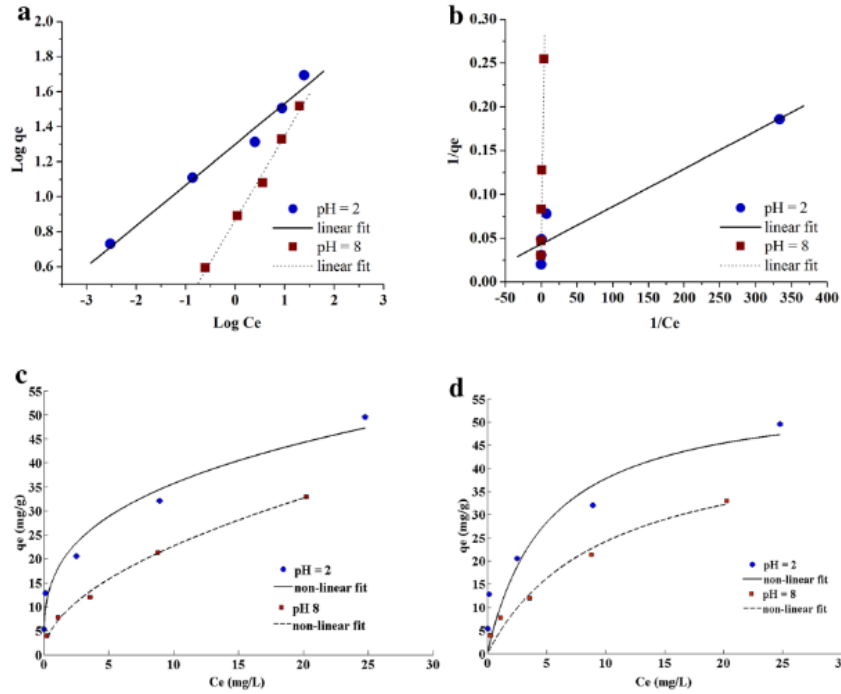 a
2.0
1.8
1.6
1.4
1.2
1.0
0.8
0.6
Log qe
-3
-2
-1
0
1
2
3
Log Ce
pH = 2
linear fit
pH = 8
linear fit
b
0.30
0.25
0.20
0.15
0.10
0.05
0.00
1/qe
-50
0
50
100
150
200
250
300
350
400
1/Ce
pH = 2
linear fit
pH = 8
linear fit
c
55
50
45
40
35
30
25
20
15
10
5
0
qe (mg/g)
0
5
10
15
20
25
30
Ce (mg/L)
pH = 2
non-linear fit
pH 8
non-linear fit
d
55
50
45
40
35
30
25
20
15
10
5
0
qe (mg/g)
0
5
10
15
20
25
30
Ce (mg/L)
pH = 2
non-linear fit
pH = 8
non-linear fit